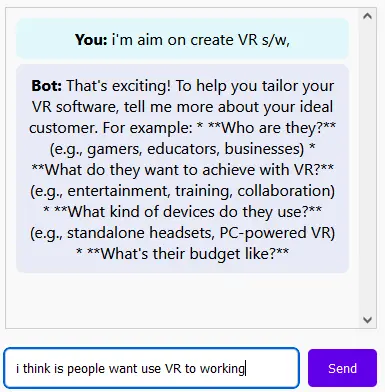 You: i'm aim on create VR s/w,
Bot: That's exciting! To help you tailor your
VR software, tell me more about your ideal
customer. For example: * **Who are they?**
(e.g., gamers, educators, businesses) *
**What do they want to achieve with VR?**
(e.g., entertainment, training, collaboration)
* **What kind of devices do they use?**
(e.g., standalone headsets, PC-powered VR)
* **What's their budget like?**
i think is people want use VR to working
Send